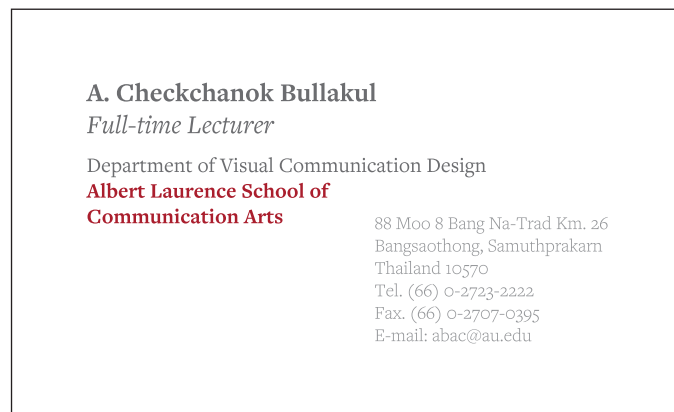 A. Checkchanok Bullakul
Full-time Lecturer
Department of Visual Communication Design
Albert Laurence School of
Communication Arts
88 Moo 8 Bang Na-Trad Km. 26
Bangsaothong, Samuthprakarn
Thailand 10570
Tel. (66) 0-2723-2222
Fax. (66) 0-2707-0395
E-mail: abac@au.edu